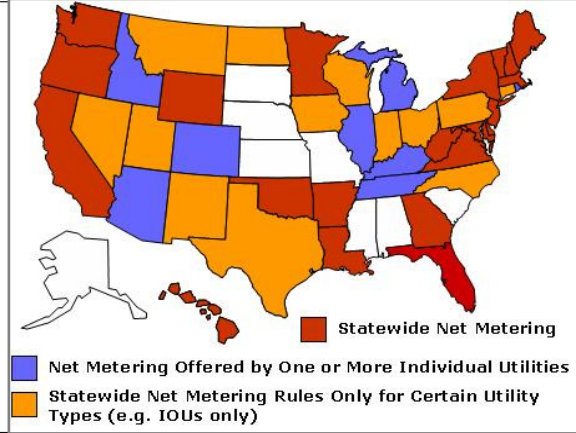 Statewide Net Metering
Net Metering Offered by One or More Individual Utilities
Statewide Net Metering Rules Only for Certain Utility
Types (e.g. IOUs only)